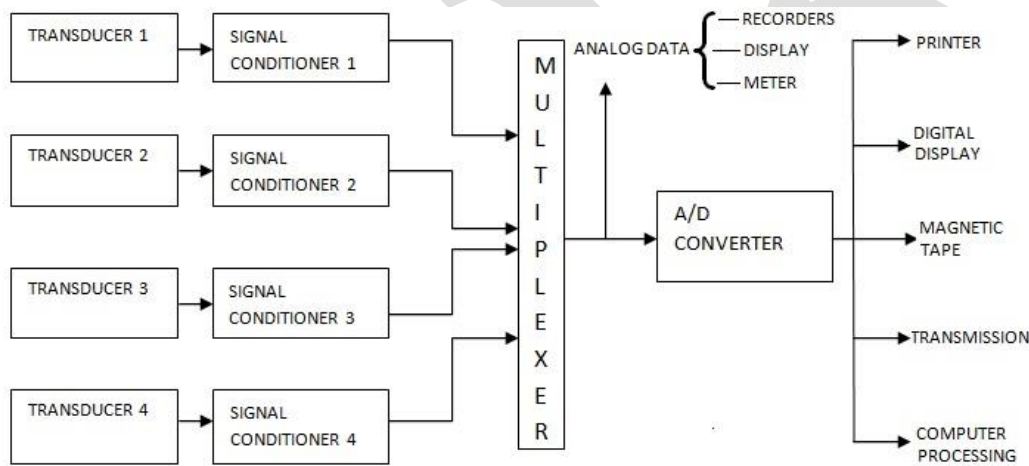 TRANSDUCER 1
SIGNAL
CONDITIONER 1
TRANSDUCER 2
SIGNAL
CONDITIONER 2
TRANSDUCER 3
SIGNAL
CONDITIONER 3
TRANSDUCER 4
SIGNAL
CONDITIONER 4
MULTIPLEXER
ANALOG DATA
RECORDERS
DISPLAY
METER
A/D
CONVERTER
PRINTER
DIGITAL
DISPLAY
MAGNETIC
TAPE
TRANSMISSION
COMPUTER
PROCESSING